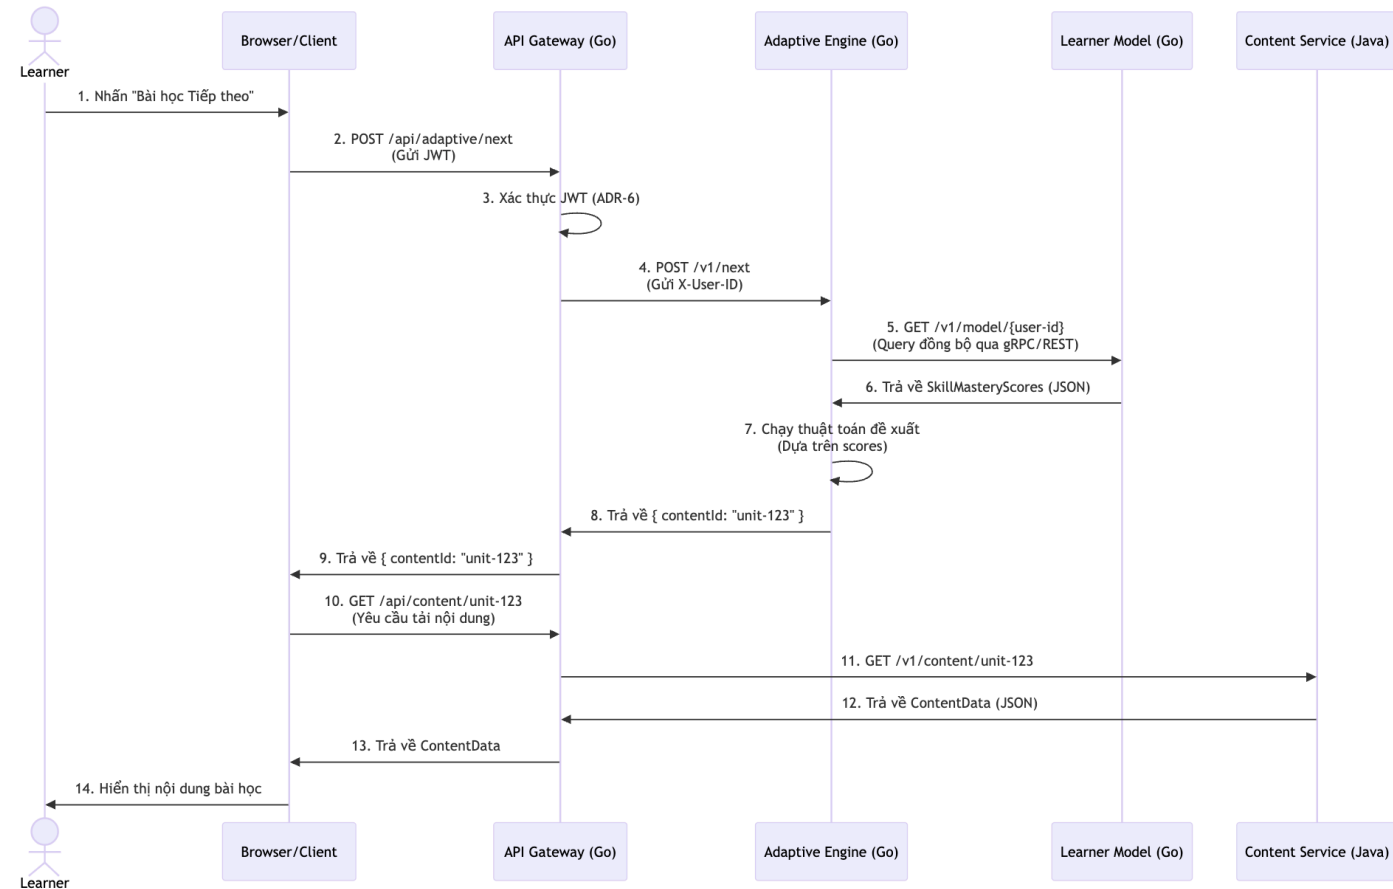 Browser/Client
API Gateway (Go)
Adaptive Engine (Go)
Learner Model (Go)
Content Service (Java)
Learner
1. Nhấn "Bài học Tiếp theo"
2. POST /api/adaptive/next
(Gửi JWT)
3. Xác thực JWT (ADR-6)
4. POST /v1/next
(Gửi X-User-ID)
5. GET /v1/model/{user-id}
(Query đồng bộ qua gRPC/REST)
6. Trả về SkillMasteryScores (JSON)
7. Chạy thuật toán đề xuất
(Dựa trên scores)
8. Trả về { contentId: "unit-123" }
9. Trả về { contentId: "unit-123" }
10. GET /api/content/unit-123
(Yêu cầu tải nội dung)
11. GET /v1/content/unit-123
12. Trả về ContentData (JSON)
13. Trả về ContentData
14. Hiển thị nội dung bài học
Browser/Client
API Gateway (Go)
Adaptive Engine (Go)
Learner Model (Go)
Content Service (Java)
Learner